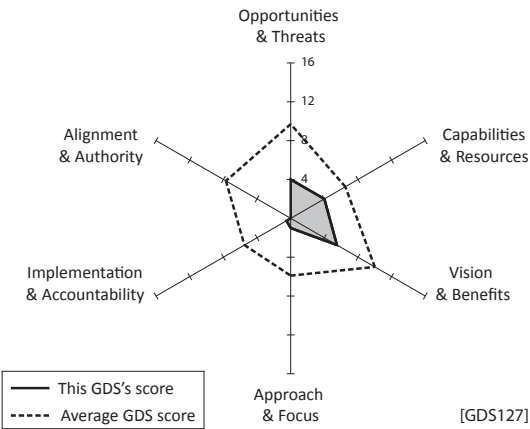 Opportunities
& Threats
16
12
8
4
Alignment
& Authority
Capabilities
& Resources
Implementation
& Accountability
Vision
& Benefits
This GDS's score
Average GDS score
Approach
& Focus
[GDS127]